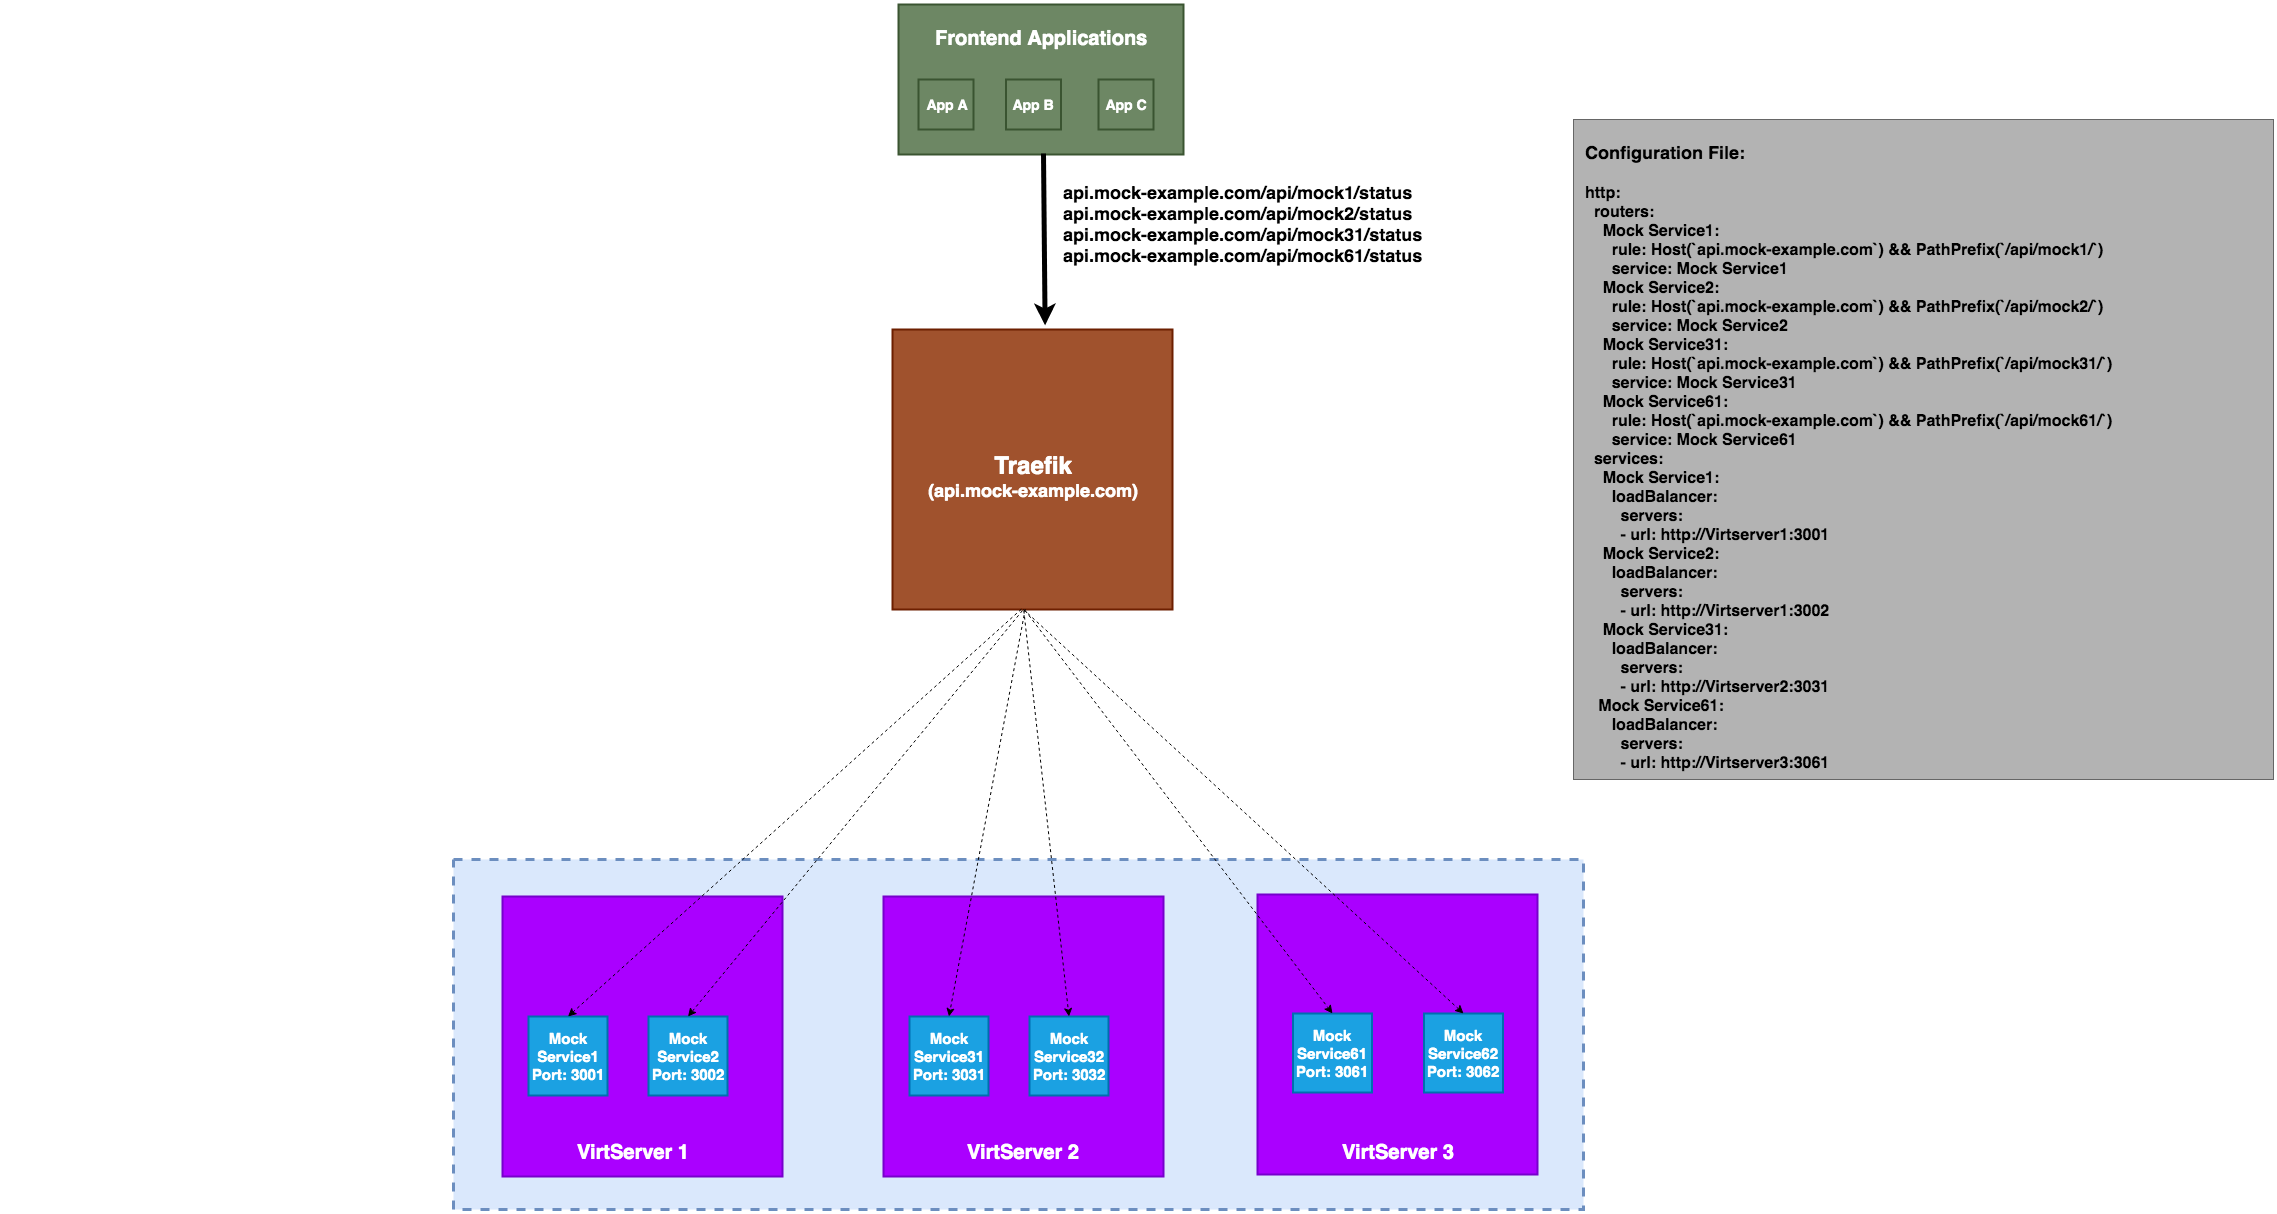 Frontend Applications
App A
App B
App C
api.mock-example.com/api/mock1/status
api.mock-example.com/api/mock2/status
api.mock-example.com/api/mock31/status
api.mock-example.com/api/mock61/status
Traefik
(api.mock-example.com)
Mock
Service1
Port: 3001
Mock
Service2
Port: 3002
VirtServer 1
Mock
Service31
Port: 3031
Mock
Service32
Port: 3032
VirtServer 2
Mock
Service61
Port: 3061
Mock
Service62
Port: 3062
VirtServer 3
Configuration File:
http:
routers:
Mock Service1:
rule: Host(`api.mock-example.com`) && PathPrefix(`/api/mock1/`)
service: Mock Service1
Mock Service2:
rule: Host(`api.mock-example.com`) && PathPrefix(`/api/mock2/`)
service: Mock Service2
Mock Service31:
rule: Host(`api.mock-example.com`) && PathPrefix(`/api/mock31/`)
service: Mock Service31
Mock Service61:
rule: Host(`api.mock-example.com`) && PathPrefix(`/api/mock61/`)
service: Mock Service61
services:
Mock Service1:
loadBalancer:
servers:
- url: http://Virtserver1:3001
Mock Service2:
loadBalancer:
servers:
- url: http://Virtserver1:3002
Mock Service31:
loadBalancer:
servers:
- url: http://Virtserver2:3031
Mock Service61:
loadBalancer:
servers:
- url: http://Virtserver3:3061